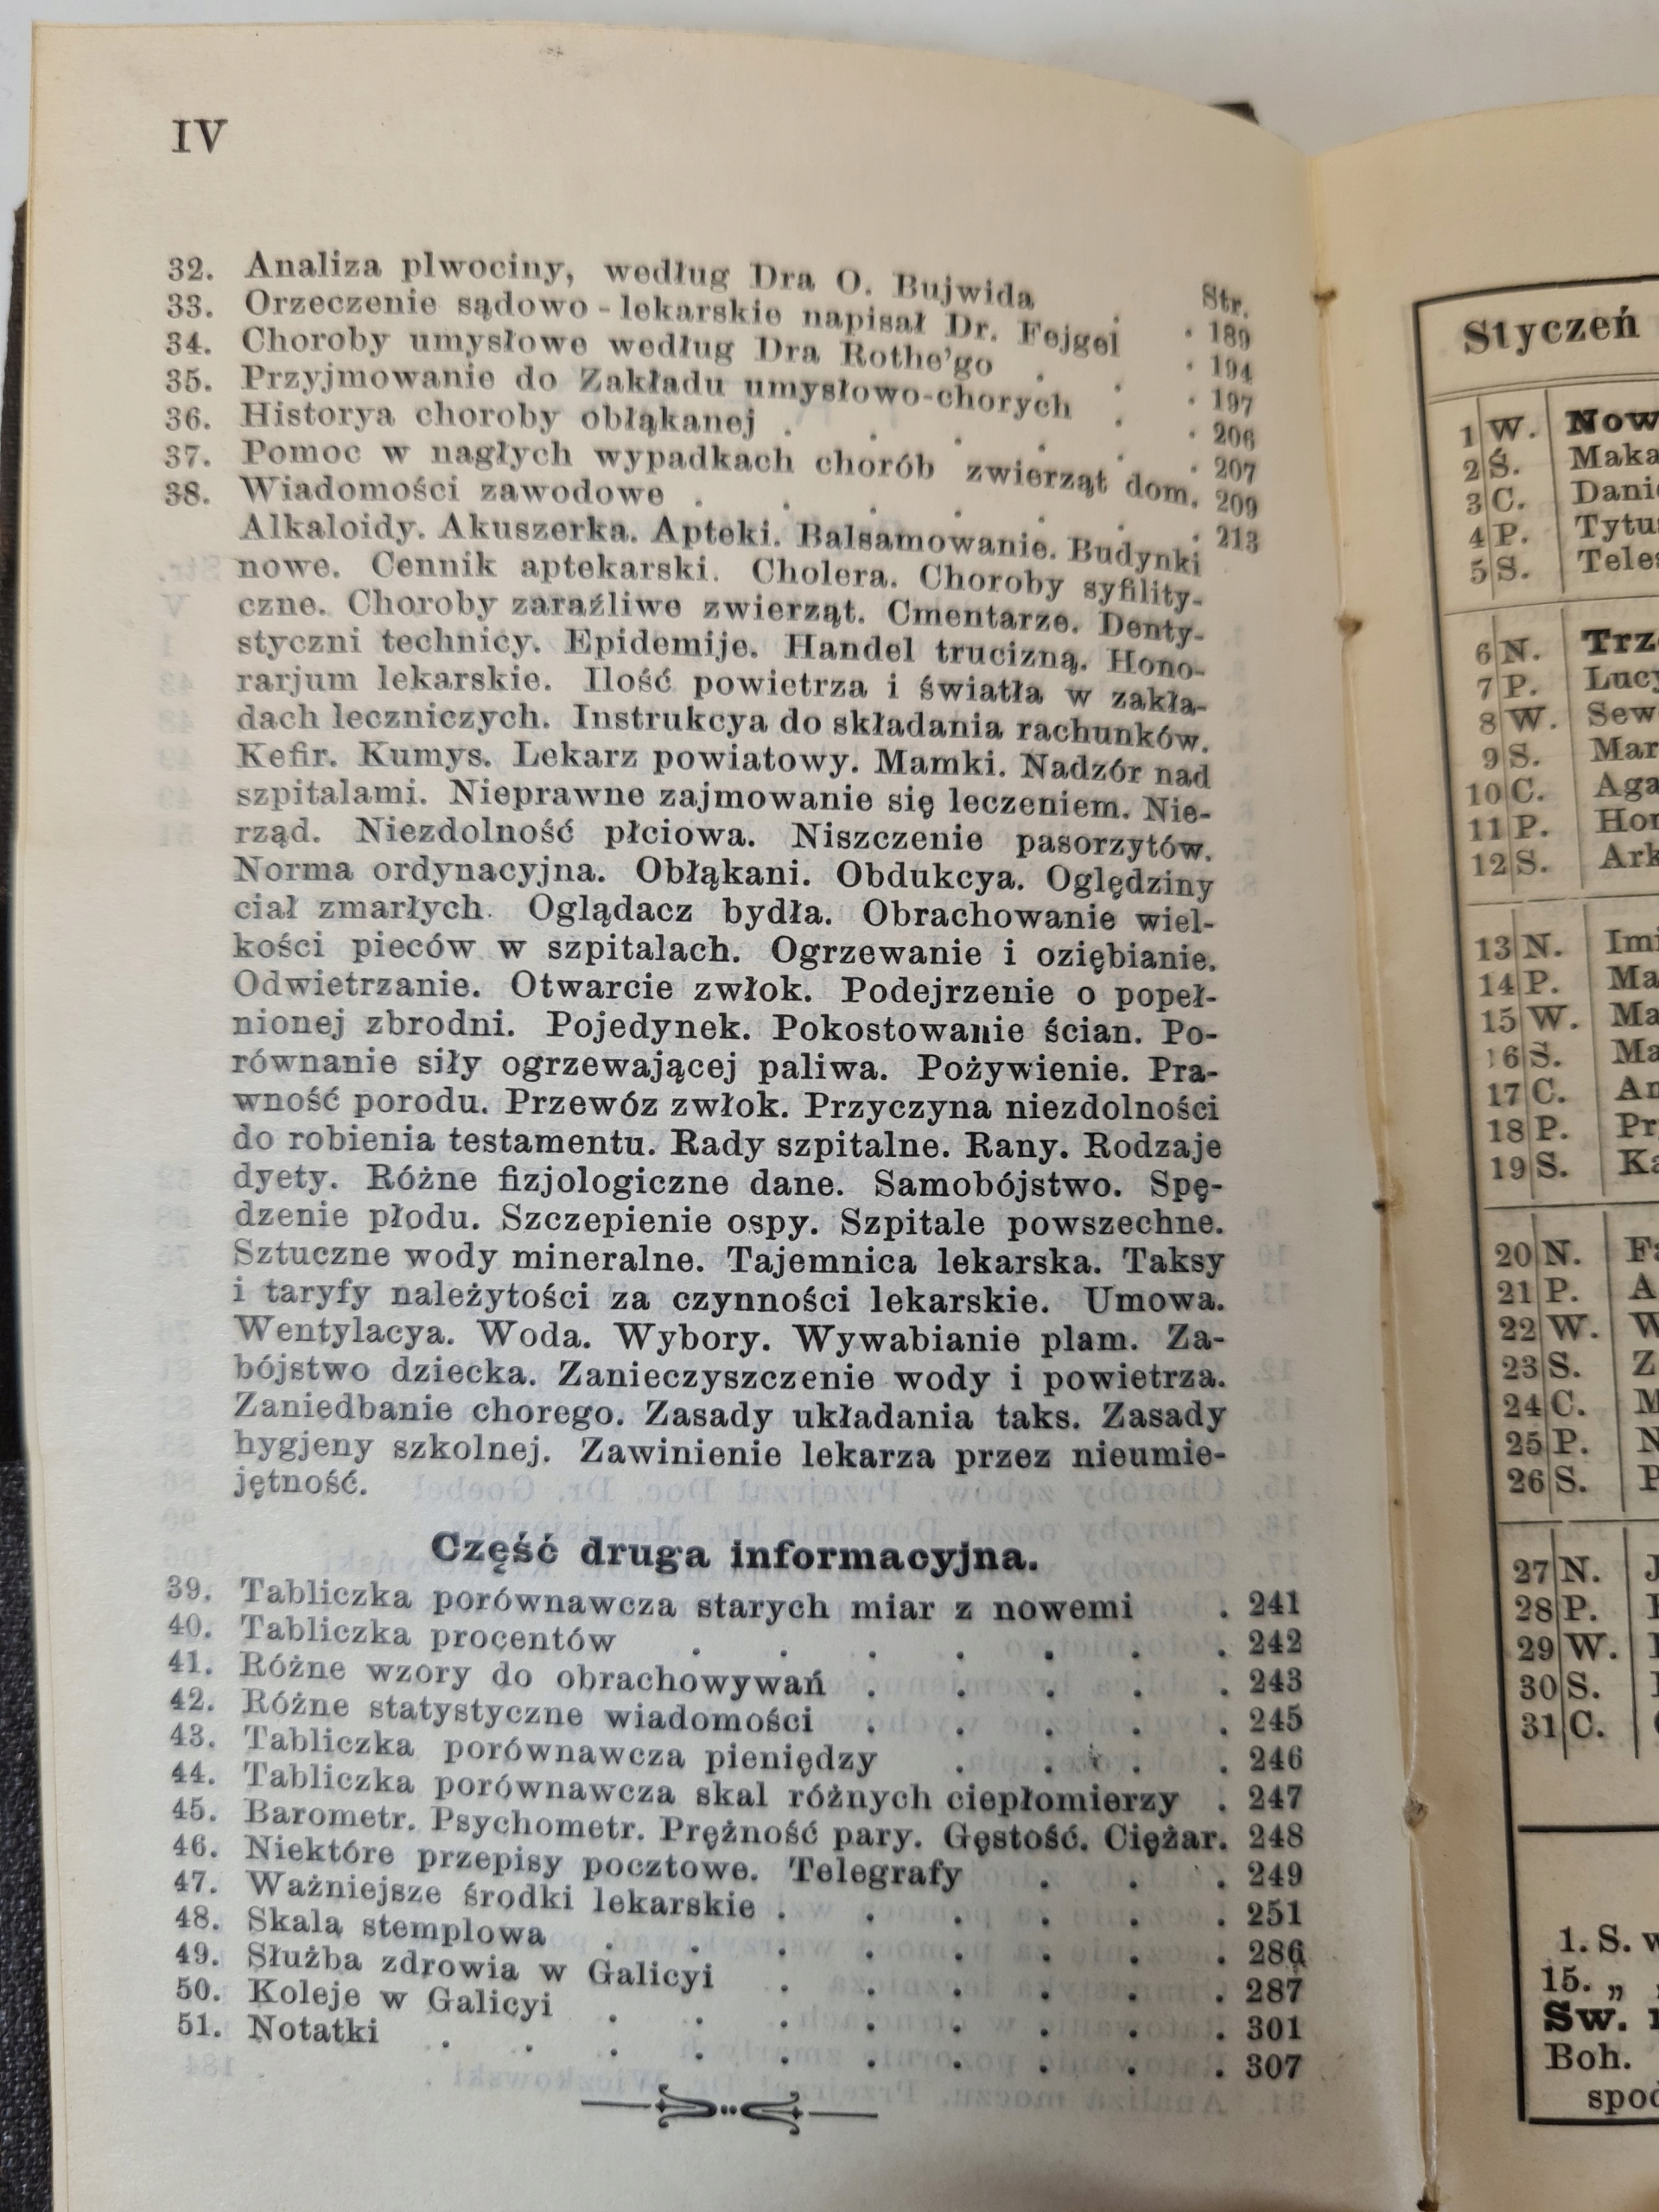 IV
Str.
32. Analiza plwociny, według Dra O. Bujwida . . 189
33. Orzeczenie sądowo-lekarskie napisał Dr. Fejgel . 194
34. Choroby umysłowe według Dra Rothe'go . . . 197
35. Przyjmowanie do Zakładu umysłowo-chorych . . 206
36. Historya choroby obłąkanej . . . . . . 207
37. Pomoc w nagłych wypadkach chorób zwierząt dom. 209
38. Wiadomości zawodowe . . . . . . . 213
Alkaloidy. Akuszerka. Apteki. Balsamowanie. Budynki
nowe. Cennik aptekarski. Cholera. Choroby syfility-
czne. Choroby zaraźliwe zwierząt. Cmentarze. Denty-
styczni technicy. Epidemije. Handel trucizną. Hono-
rarjum lekarskie. Ilość powietrza i światła w zakła-
dach leczniczych. Instrukcya do składania rachunków.
Kefir. Kumys. Lekarz powiatowy. Mamki. Nadzór nad
szpitalami. Nieprawne zajmowanie się leczeniem. Nie-
rząd. Niezdolność płciowa. Niszczenie pasorzytów.
Norma ordynacyjna. Obłąkani. Obdukcya. Oględziny
ciał zmarłych. Oglądacz bydła. Obrachowanie wiel-
kości pieców w szpitalach. Ogrzewanie i oziębianie.
Odwietrzanie. Otwarcie zwłok. Podejrzenie o popeł-
nionej zbrodni. Pojedynek. Pokostowanie ścian. Po-
równanie siły ogrzewającej paliwa. Pożywienie. Pra-
wność porodu. Przewóz zwłok. Przyczyna niezdolności
do robienia testamentu. Rady szpitalne. Rany. Rodzaje
dyety. Różne fizjologiczne dane. Samobójstwo. Spę-
dzenie płodu. Szczepienie ospy. Szpitale powszechne.
Sztuczne wody mineralne. Tajemnica lekarska. Taksy
i taryfy należytości za czynności lekarskie. Umowa.
Wentylacya. Woda. Wybory. Wywabianie plam. Za-
bójstwo dziecka. Zanieczyszczenie wody i powietrza.
Zaniedbanie chorego. Zasady układania taks. Zasady
hygjeny szkolnej. Zawinienie lekarza przez nieumie-
jętność.
Część druga informacyjna.
39. Tabliczka porównawcza starych miar z nowemi . 241
40. Tabliczka procentów . . . . . . . 242
41. Różne wzory do obrachowywań . . . . . 243
42. Różne statystyczne wiadomości . . . . . 245
43. Tabliczka porównawcza pieniędzy . . . . 246
44. Tabliczka porównawcza skal różnych ciepłomierzy . 247
45. Barometr. Psychometr. Prężność pary. Gęstość. Ciężar. 248
46. Niektóre przepisy pocztowe. Telegrafy . . . 249
47. Ważniejsze środki lekarskie . . . . . . 251
48. Skala stemplowa . . . . . . . . 286
49. Służba zdrowia w Galicyi . . . . . . 287
50. Koleje w Galicyi . . . . . . . . 301
51. Notatki . . . . . . . . . . 307
Styczeń
1 W. Now
2 Ś. Maka
3 C.
4 P. Tytu
5 S.
6 N. Trz
7 P. Lucy
8 W. Sew
9 S. Mar
10 C. Aga
11 P.
12 S. Ark
13 N. Imi
14 P. Ma
15 W. Ma
16 S. Ma
17 C.
18 P.
19 S. Ka
20 N.
21 P. A
22 W. W
23 S. Z
24 C. M
25 P. N
26 S. P
27 N. J
28 P.
29 W.
30 S.
31 C.
1. S. w
15. „
Sw.
Boh.
spod